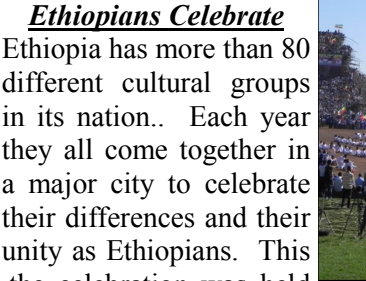 Ethiopians Celebrate
Ethiopia has more than 80
different cultural groups
in its nation.. Each year
they all come together in
a major city to celebrate
their differences and their
unity as Ethiopians. This
the celebration was held